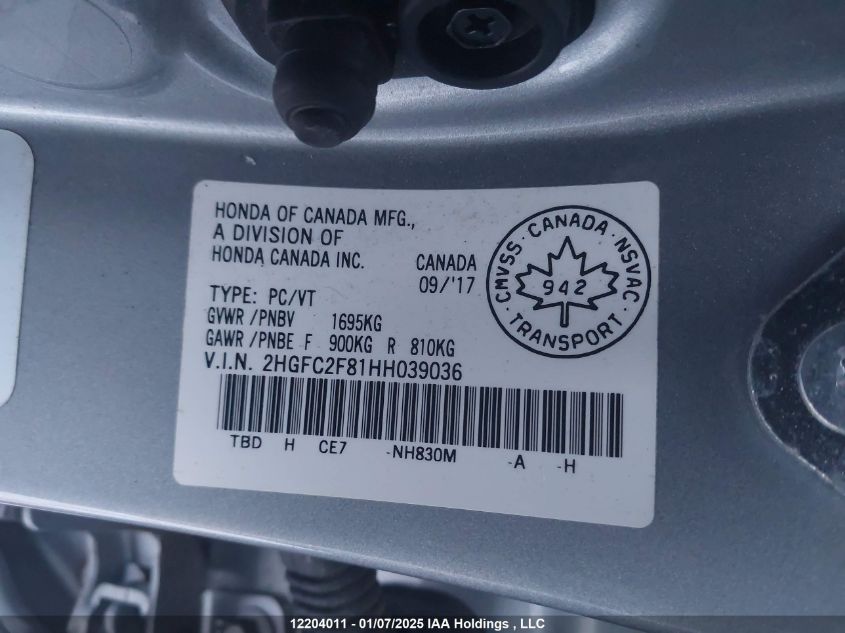 HONDA OF CANADA MFG.,
A DIVISION OF
HONDA CANADA INC.
CANADA
09/'17
TYPE: PC/VT
GVWR /PNBV 1695KG
GAWR /PNBE F 900KG R 810KG
V.I.N. 2HGFC2F81HH039036
TBD H CE7 -NH830M -A -H
CMVSS · CANADA · NSVAC ·
942
TRANSPORT
12204011 - 01/07/2025 IAA Holdings , LLC